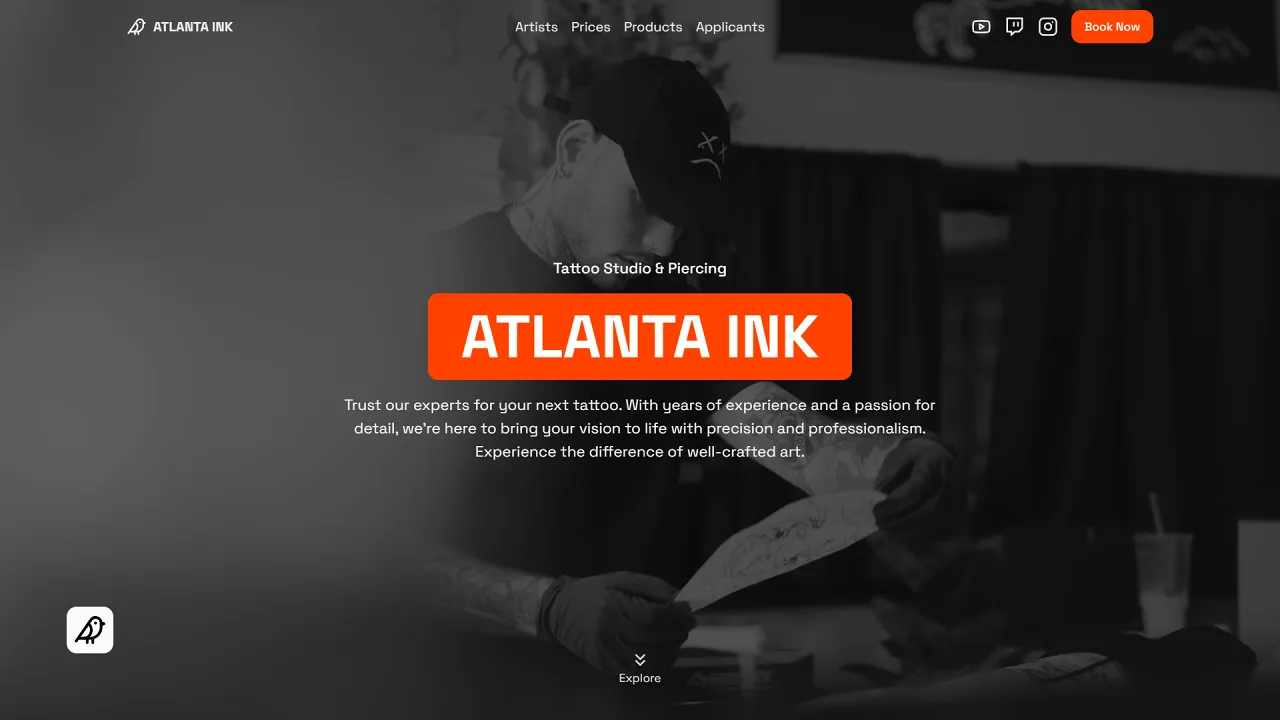 ATLANTA INK
Artists Prices Products Applicants
Book Now
Tattoo Studio & Piercing
ATLANTA INK
Trust our experts for your next tattoo. With years of experience and a passion for
detail, we're here to bring your vision to life with precision and professionalism.
Experience the difference of well-crafted art.
Explore